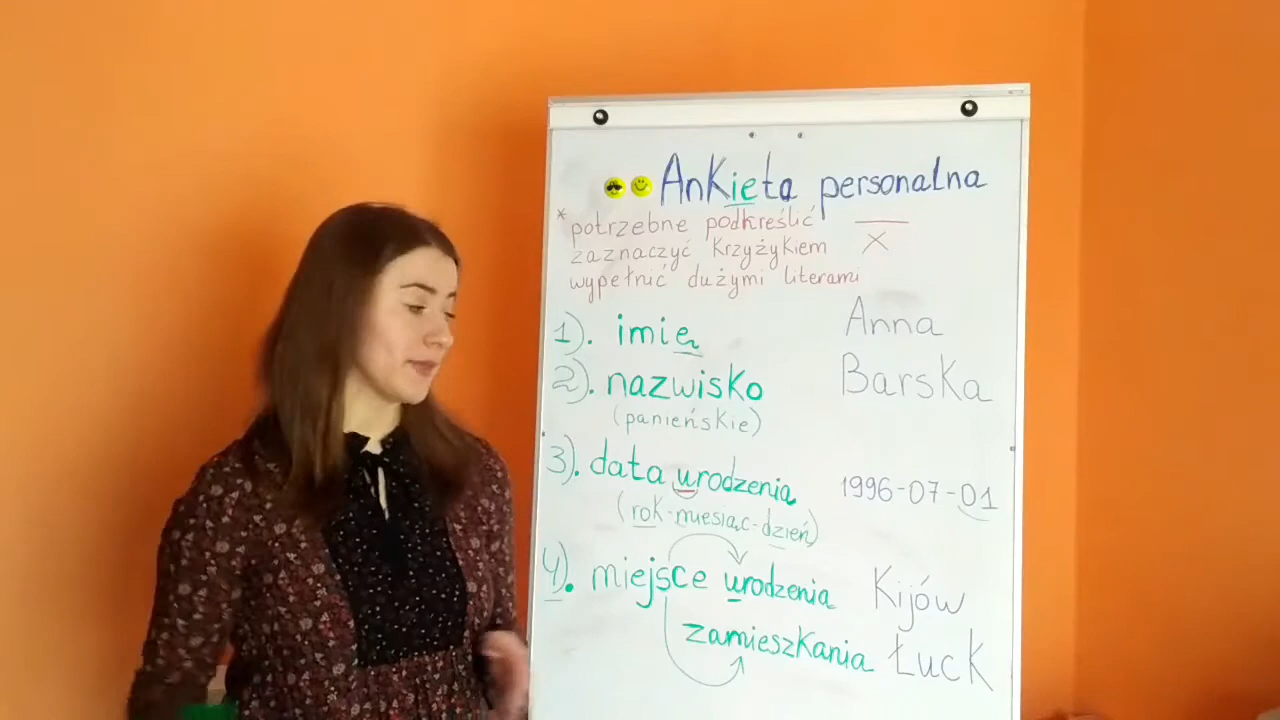 Ankieta personalna
* potrzebne podkreślić
zaznaczyć krzyżykiem X
wypełnić dużymi literami
1). imię Anna
2). nazwisko Barska
(panieńskie)
3). data urodzenia 1996-07-01
(rok-miesiąc-dzień)
4). miejsce urodzenia Kijów
zamieszkania Łuck